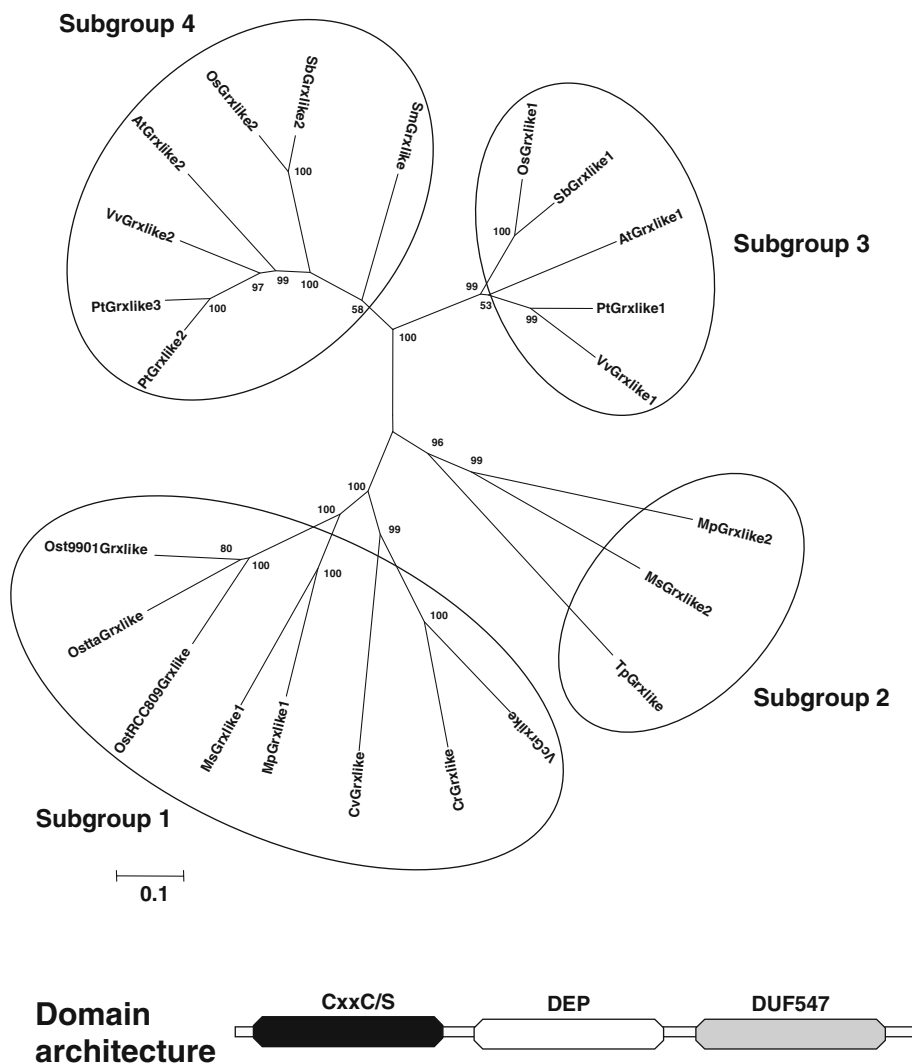 Subgroup 4
OsGrxlike2
SbGrxlike2
SmGrxlike
AtGrxlike2
VvGrxlike2
PtGrxlike3
PtGrxlike2
100
100
97
99
100
58
OsGrxlike1
SbGrxlike1
AtGrxlike1
PtGrxlike1
VvGrxlike1
100
99
53
99
Subgroup 3
100
96
99
MpGrxlike2
MsGrxlike2
TpGrxlike
Subgroup 2
100
100
99
80
100
100
100
Ost9901Grxlike
OsttaGrxlike
OstRCC809Grxlike
MsGrxlike1
MpGrxlike1
CvGrxlike
CrGrxlike
VcGrxlike
Subgroup 1
0.1
Domain
architecture
CxxC/S
DEP
DUF547